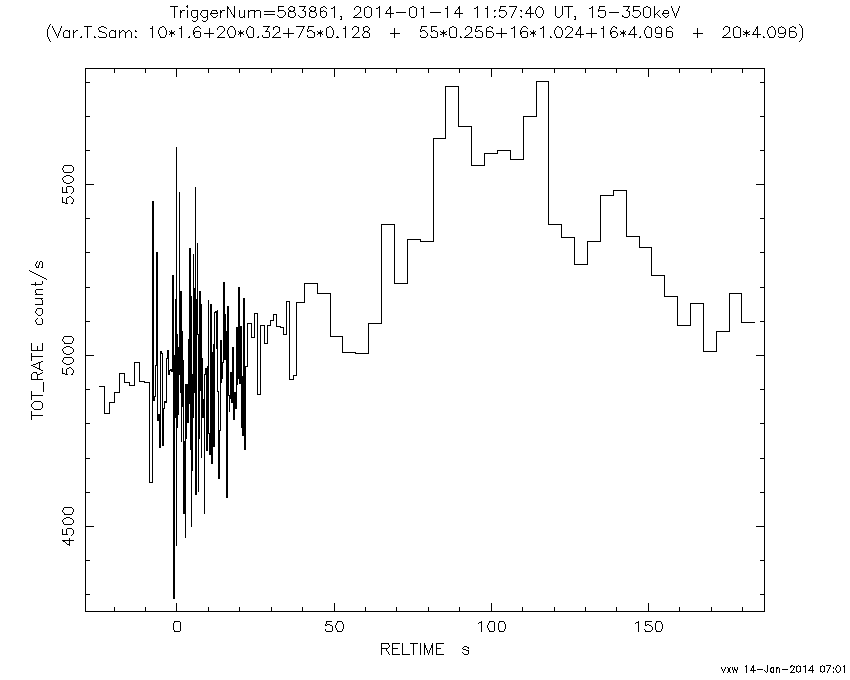 TriggerNum=583861, 2014-01-14 11:57:40 UT, 15-350keV
(Var.T.Sam: 10*1.6+20*0.32+75*0.128 + 55*0.256+16*1.024+16*4.096 + 20*4.096)
TOT_RATE count/s
5500
5000
4500
0 50 100 150
RELTIME s
vxw 14-Jan-2014 07:01